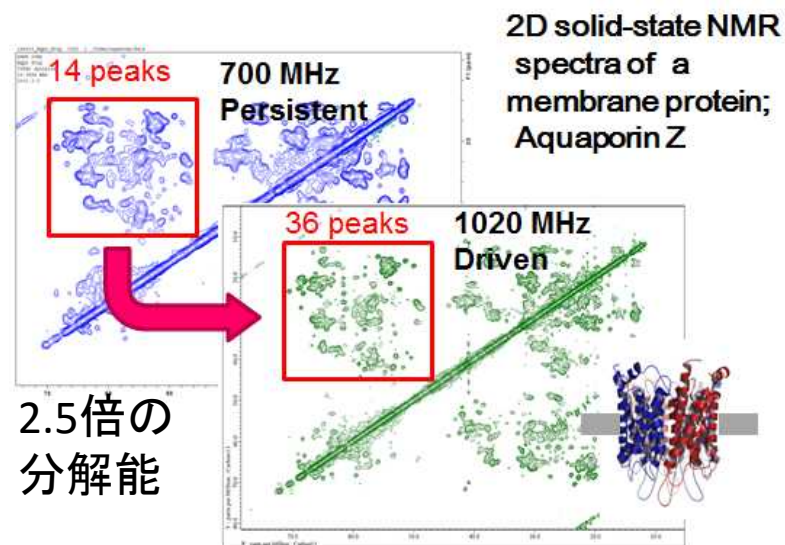 2D solid-state NMR
spectra of a
membrane protein;
Aquaporin Z
14 peaks
700 MHz
Persistent
36 peaks
1020 MHz
Driven
2.5倍の
分解能